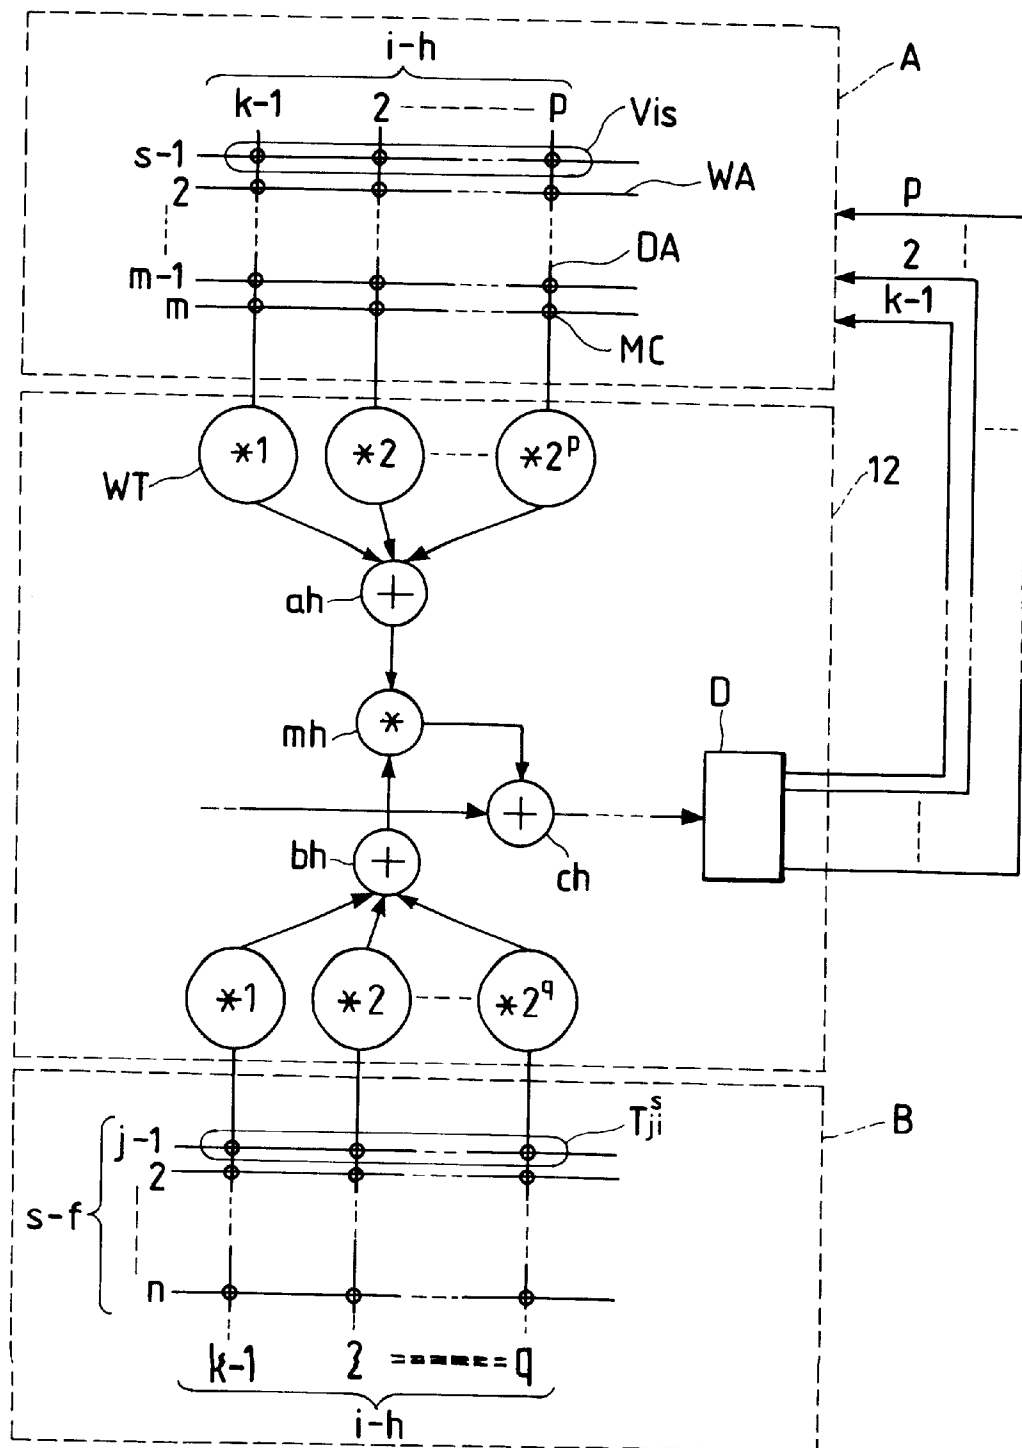 i-h
A
k-1 2 p
Vis
s-1
WA
2
p
DA
2
m-1
k-1
m
MC
*1 *2 *2^p
12
WT
+
ah
D
*
mh
+
bh
+
ch
*1 *2 *2^q
T_ji^s
B
j-1
2
s-f
n
k-1 2 q
i-h